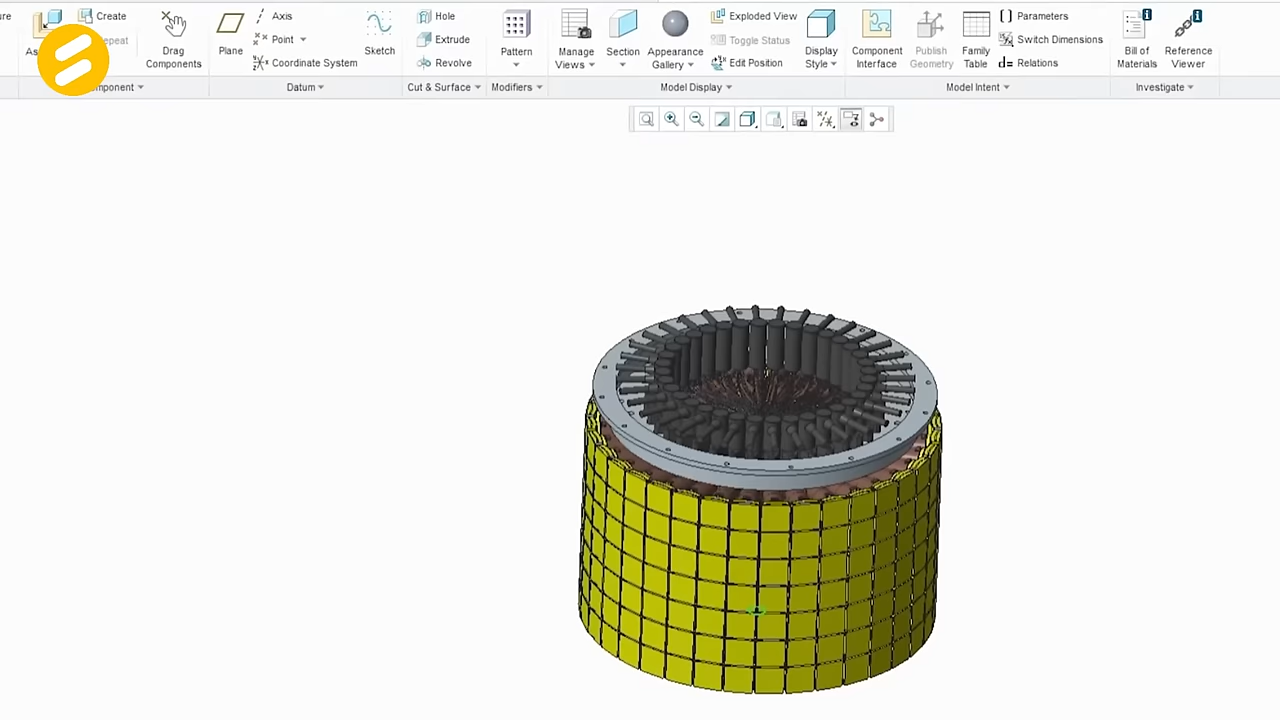 Create
Axis
Hole
Exploded View
Parameters
Point
Extrude
Toggle Status
Switch Dimensions
Drag Components
Plane
Coordinate System
Sketch
Revolve
Pattern
Manage Views
Section
Appearance Gallery
Edit Position
Display Style
Component Interface
Publish Geometry
Family Table
Relations
Bill of Materials
Reference Viewer
Datum
Cut & Surface
Modifiers
Model Display
Model Intent
Investigate